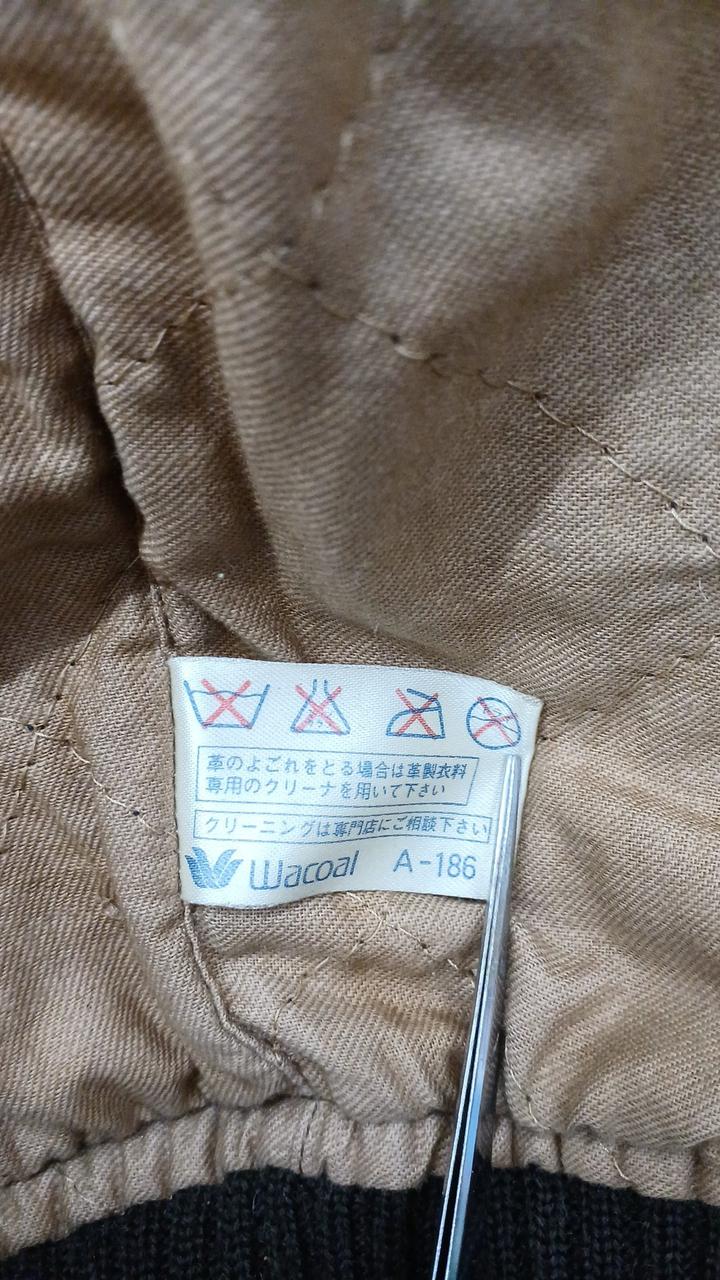 革のよごれをとる場合は革製衣料
専用のクリーナを用いて下さい
クリーニングは専門店にご相談下さい
Wacoal A-186